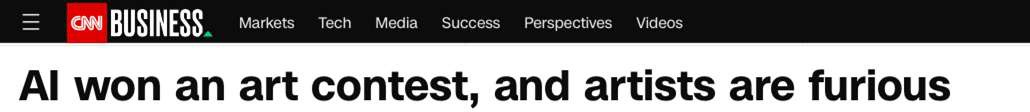 CNN BUSINESS Markets Tech Media Success Perspectives Videos
AI won an art contest, and artists are furious